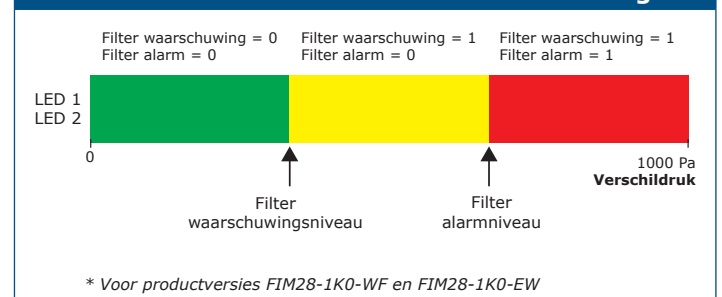 Filter waarschuwing = 0 Filter waarschuwing = 1 Filter waarschuwing = 1
Filter alarm = 0 Filter alarm = 0 Filter alarm = 1
LED 1
LED 2
0 1000 Pa
Verschildruk
Filter Filter
waarschuwingsniveau alarmniveau
* Voor productversies FIM28-1K0-WF en FIM28-1K0-EW